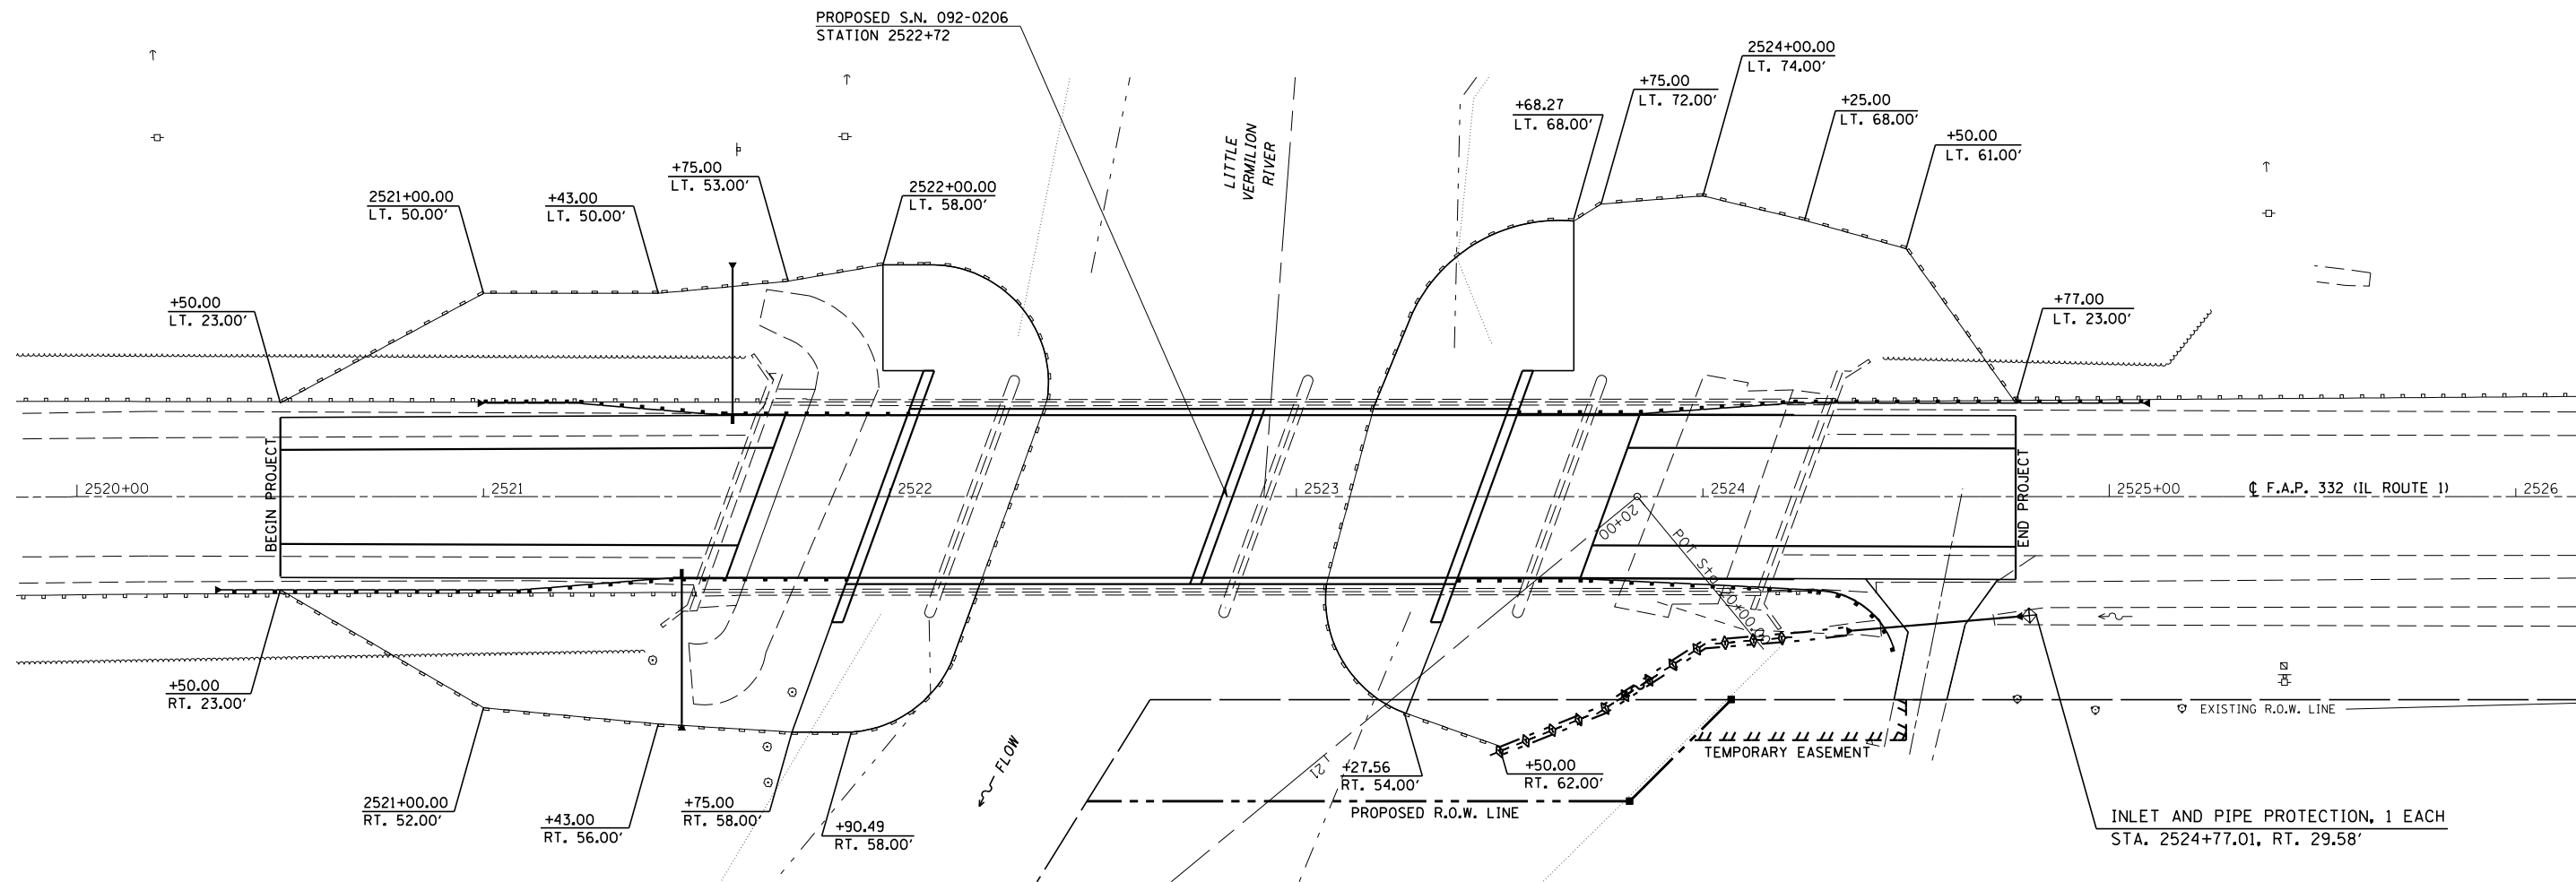 PROPOSED S.N. 092-0206
STATION 2522+72
2524+00.00
LT. 74.00'
+75.00
LT. 72.00'
+68.27
LT. 68.00'
+25.00
LT. 68.00'
+50.00
LT. 61.00'
LITTLE
VERMILION
RIVER
+75.00
LT. 53.00'
2522+00.00
LT. 58.00'
2521+00.00
LT. 50.00'
+43.00
LT. 50.00'
+50.00
LT. 23.00'
+77.00
LT. 23.00'
BEGIN PROJECT
END PROJECT
2520+00
2521
2522
2523
2524
2525+00
℄ F.A.P. 332 (IL ROUTE 1)
2526
20+00
POT Sta 20+00.00
+50.00
RT. 23.00'
EXISTING R.O.W. LINE
FLOW
TEMPORARY EASEMENT
121
+27.56
RT. 54.00'
+50.00
RT. 62.00'
2521+00.00
RT. 52.00'
+43.00
RT. 56.00'
+75.00
RT. 58.00'
+90.49
RT. 58.00'
PROPOSED R.O.W. LINE
INLET AND PIPE PROTECTION, 1 EACH
STA. 2524+77.01, RT. 29.58'